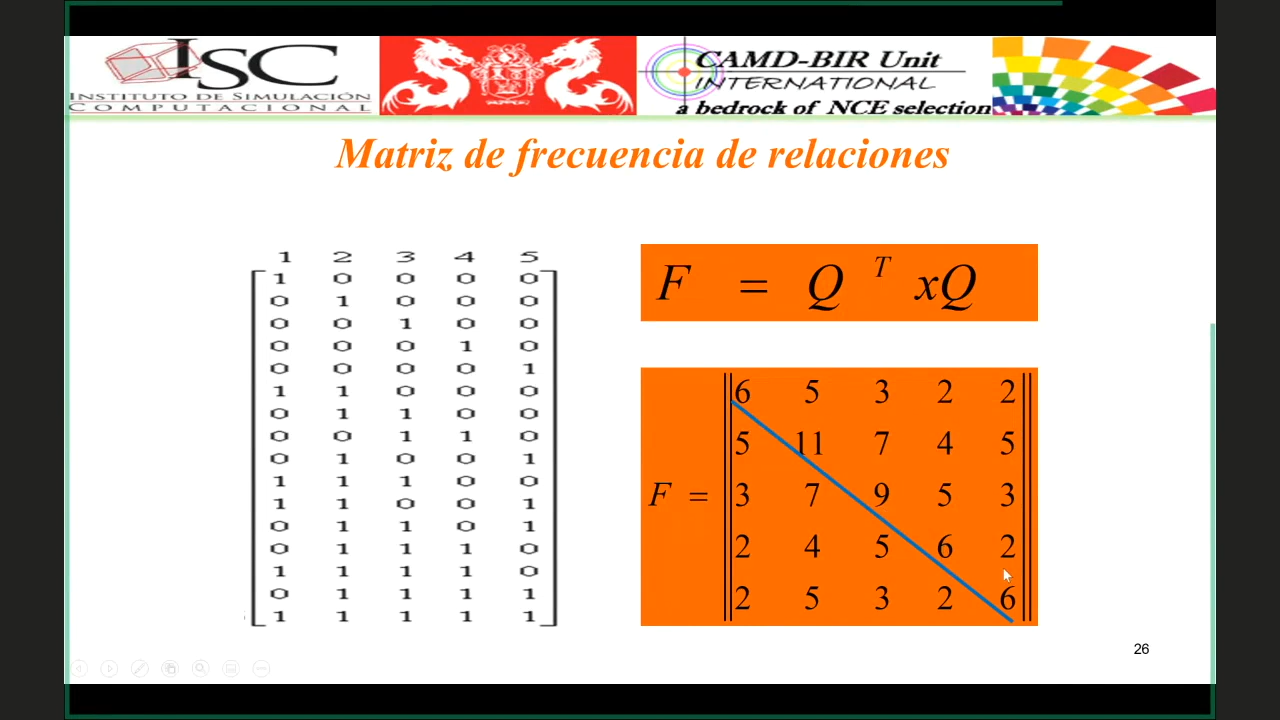 ISC
INSTITUTO DE SIMULACIÓN
COMPUTACIONAL
CAMD-BIR Unit
INTERNATIONAL
a bedrock of NCE selection
Matriz de frecuencia de relaciones
1 2 3 4 5
1 0 0 0 0
0 1 0 0 0
0 0 1 0 0
0 0 0 1 0
0 0 0 0 1
1 1 0 0 0
0 1 1 0 0
0 0 1 1 0
0 1 0 0 1
1 1 1 0 0
1 1 0 0 1
0 1 1 0 1
0 1 1 1 0
1 1 1 1 0
0 1 1 1 1
1 1 1 1 1
F = Q T xQ
6 5 3 2 2
5 11 7 4 5
F = 3 7 9 5 3
2 4 5 6 2
2 5 3 2 6
26